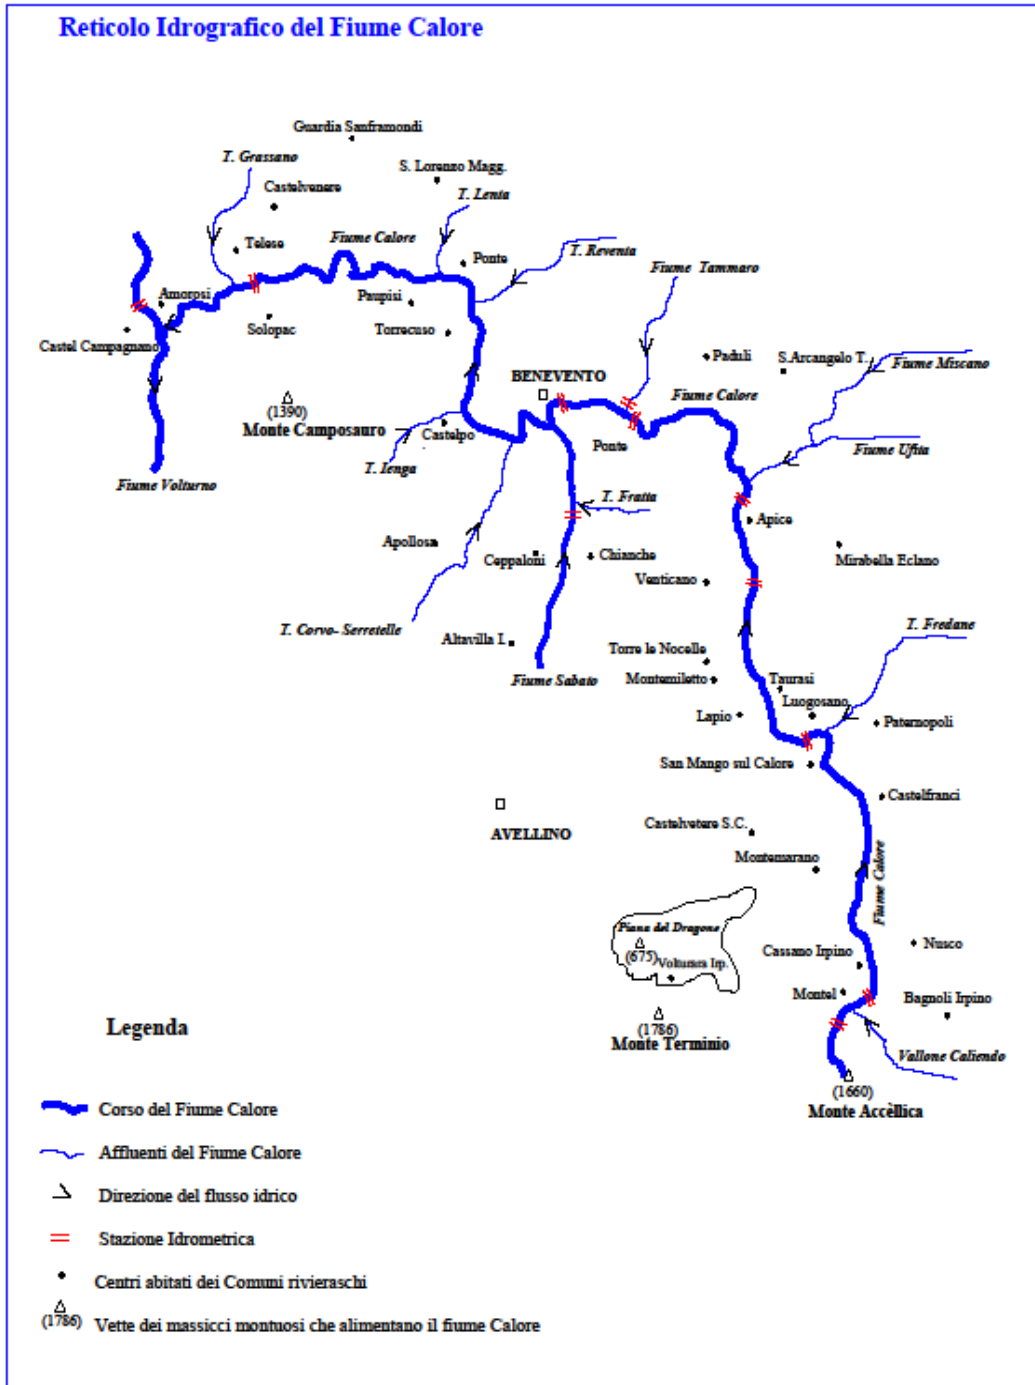 Reticolo Idrografico del Fiume Calore
Guardia Sanframondi
T. Grassano
S. Lorenzo Magg.
Castelvenere
T. Lenta
Fiume Calore
Telese
Ponte
T. Reventa
Fiume Tammaro
Amorosi
Paupisi
Solopac
Torrecuso
Castel Campagnano
Paduli
S.Arcangelo T.
Fiume Miscano
BENEVENTO
Fiume Calore
(1390)
Monte Camposauro
Castelpo
Ponte
Fiume Ufita
T. Ienga
Fiume Volturno
T. Fratta
Apice
Apollosa
Ceppaloni
Chianche
Mirabella Eclano
Venticano
T. Corvo- Serretelle
Altavilla I.
T. Fredane
Torre le Nocelle
Fiume Sabato
Montemiletto
Taurasi
Luogosano
Lapio
Paternopoli
San Mango sul Calore
Castelfranci
AVELLINO
Castelvetere S.C.
Montemarano
Fiume Calore
Piana del Dragone
(675)
Volturara Irp.
Nusco
Cassano Irpino
Montel
Bagnoli Irpino
(1786)
Monte Terminio
Vallone Caliendo
(1660)
Monte Accèllica
Legenda
Corso del Fiume Calore
Affluenti del Fiume Calore
Direzione del flusso idrico
Stazione Idrometrica
Centri abitati dei Comuni rivieraschi
(1786) Vette dei massicci montuosi che alimentano il fiume Calore